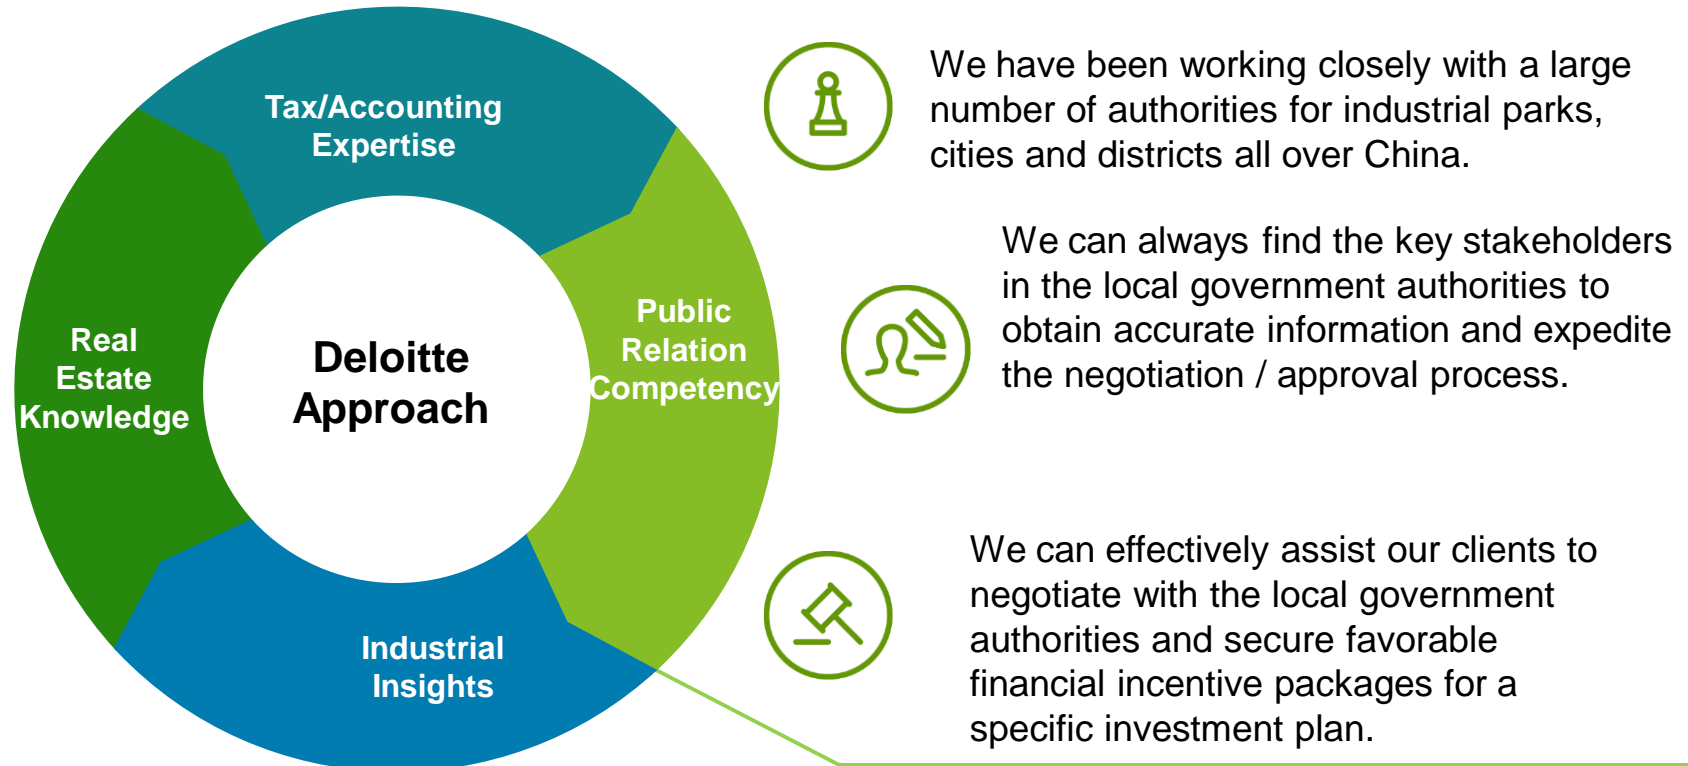 Tax/Accounting
Expertise
Public
Relation
Competency
Real
Estate
Knowledge
Deloitte
Approach
Industrial
Insights
We have been working closely with a large
number of authorities for industrial parks,
cities and districts all over China.
We can always find the key stakeholders
in the local government authorities to
obtain accurate information and expedite
the negotiation / approval process.
We can effectively assist our clients to
negotiate with the local government
authorities and secure favorable
financial incentive packages for a
specific investment plan.